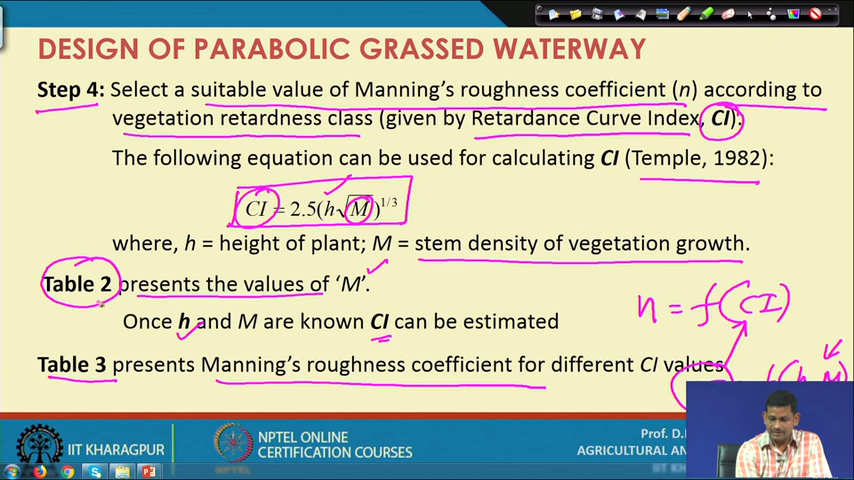 DESIGN OF PARABOLIC GRASSED WATERWAY
Step 4: Select a suitable value of Manning's roughness coefficient (n) according to
vegetation retardness class (given by Retardance Curve Index, CI).
The following equation can be used for calculating CI (Temple, 1982):
CI = 2.5(h√M)^1/3
where, h = height of plant; M = stem density of vegetation growth.
Table 2 presents the values of 'M'.
n = f(CI)
Once h and M are known CI can be estimated
Table 3 presents Manning's roughness coefficient for different CI values
(h, M)
IIT KHARAGPUR
NPTEL ONLINE
CERTIFICATION COURSES
Prof. D.
AGRICULTURAL AN